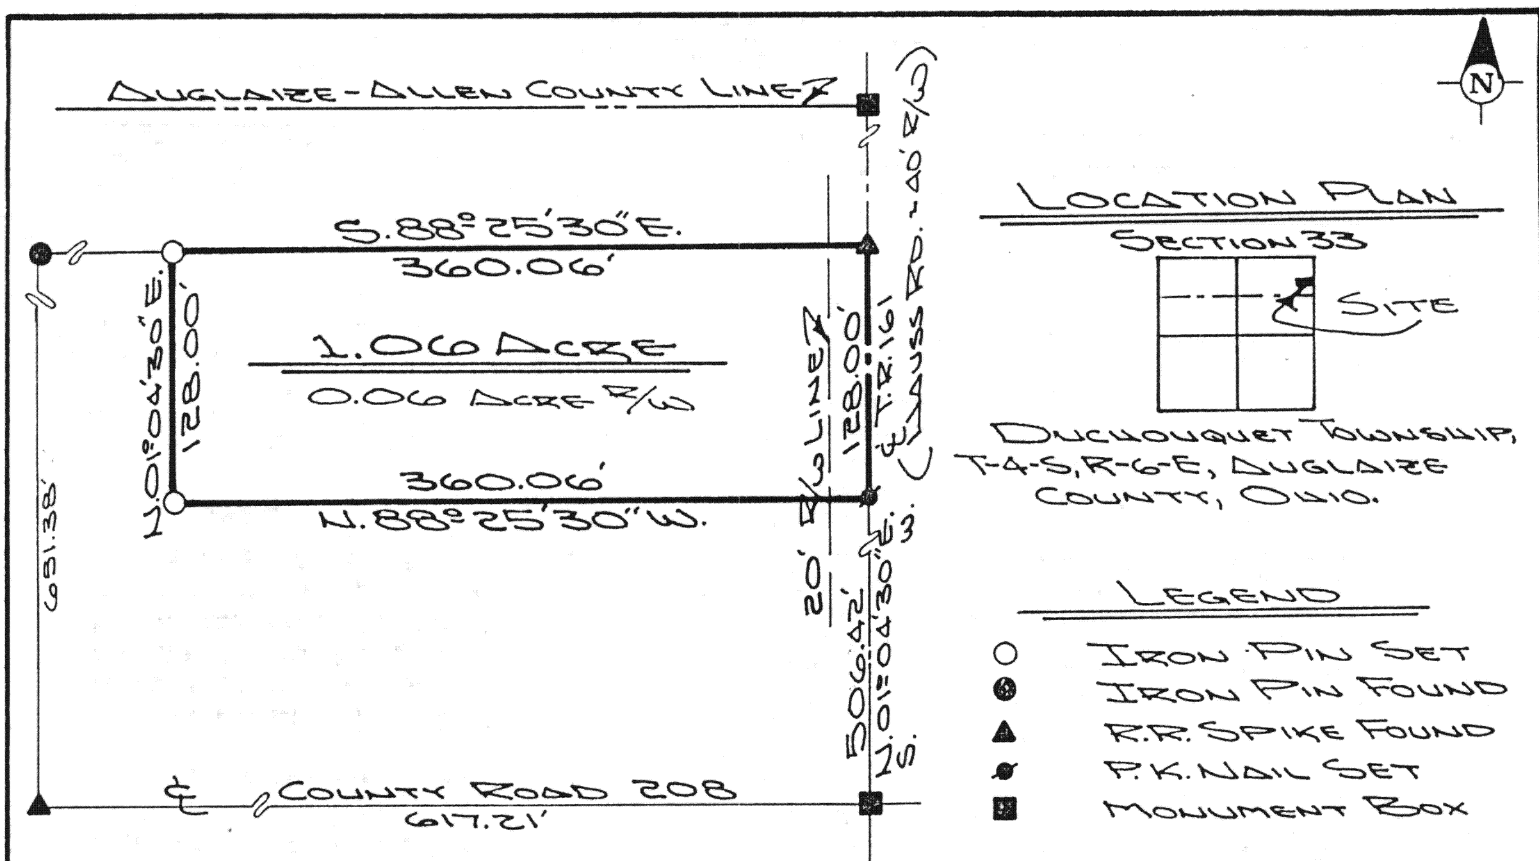 AUGLAIZE-ALLEN COUNTY LINE
N
S. 88° 25' 30" E.
360.06'
N. 01° 04' 30" E.
128.00'
1.06 ACRE
0.06 ACRE R/W
360.06'
N. 88° 25' 30" W.
631.38'
20' R/W LINE
128.00'
℄ T.R. 161
(CLAUSS RD. - 40' R/W)
506.42'
N. 01° 04' 30" E.
S. W.
℄ COUNTY ROAD 208
617.21'
LOCATION PLAN
SECTION 33
SITE
DUCHOUQUET TOWNSHIP,
T-4-S, R-6-E, AUGLAIZE
COUNTY, OHIO.
LEGEND
IRON PIN SET
IRON PIN FOUND
R.R. SPIKE FOUND
P.K. NAIL SET
MONUMENT BOX